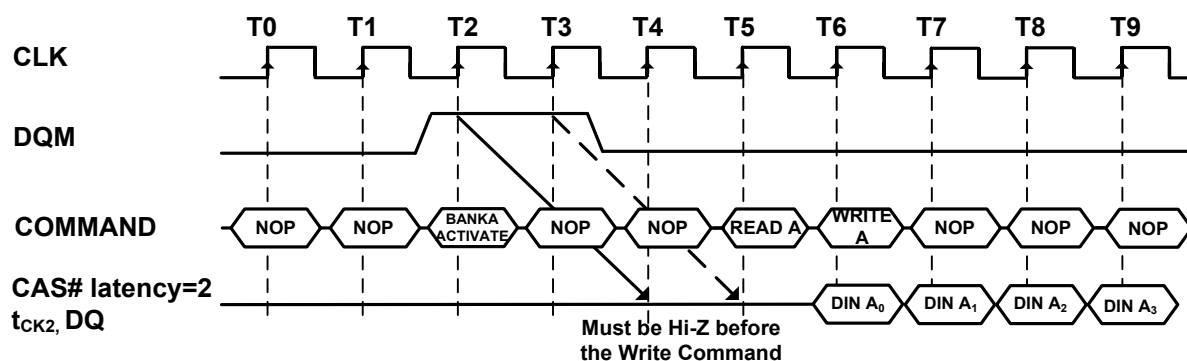 T0 T1 T2 T3 T4 T5 T6 T7 T8 T9
CLK
DQM
COMMAND NOP NOP BANKA ACTIVATE NOP NOP READ A WRITE A NOP NOP NOP
CAS# latency=2
tCK2, DQ DIN A0 DIN A1 DIN A2 DIN A3
Must be Hi-Z before
the Write Command